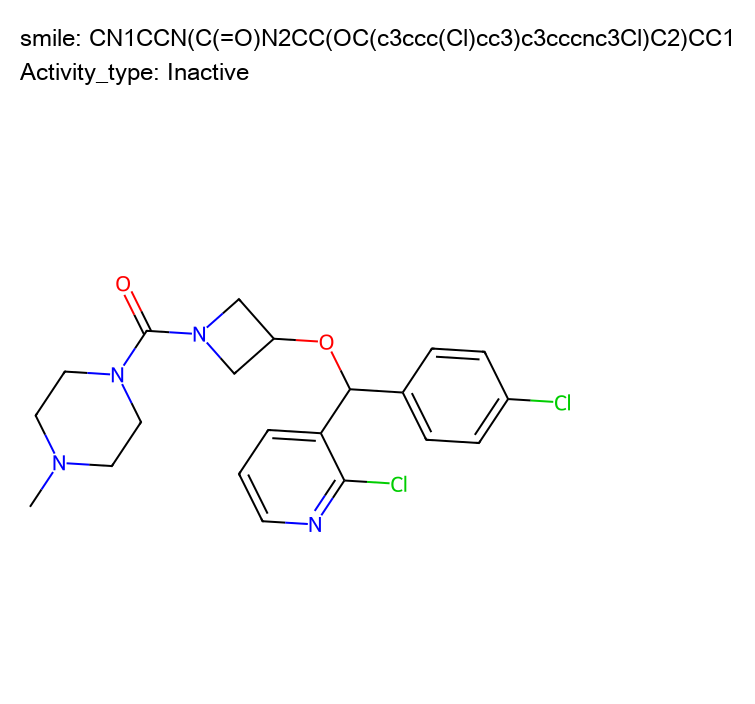 smile: CN1CCN(C(=O)N2CC(OC(c3ccc(Cl)cc3)c3cccnc3Cl)C2)CC1
Activity_type: Inactive
O
N
O
N
Cl
N
Cl
N